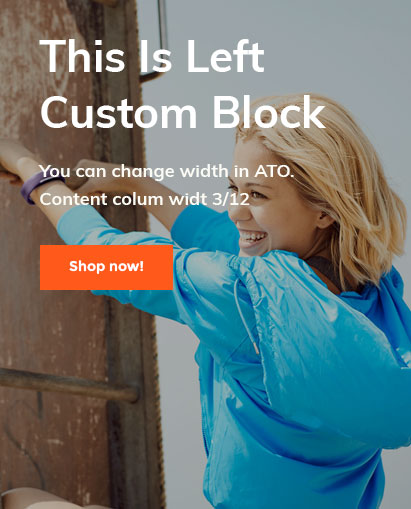 This Is Left
Custom Block
You can change width in ATO.
Content colum widt 3/12
Shop now!